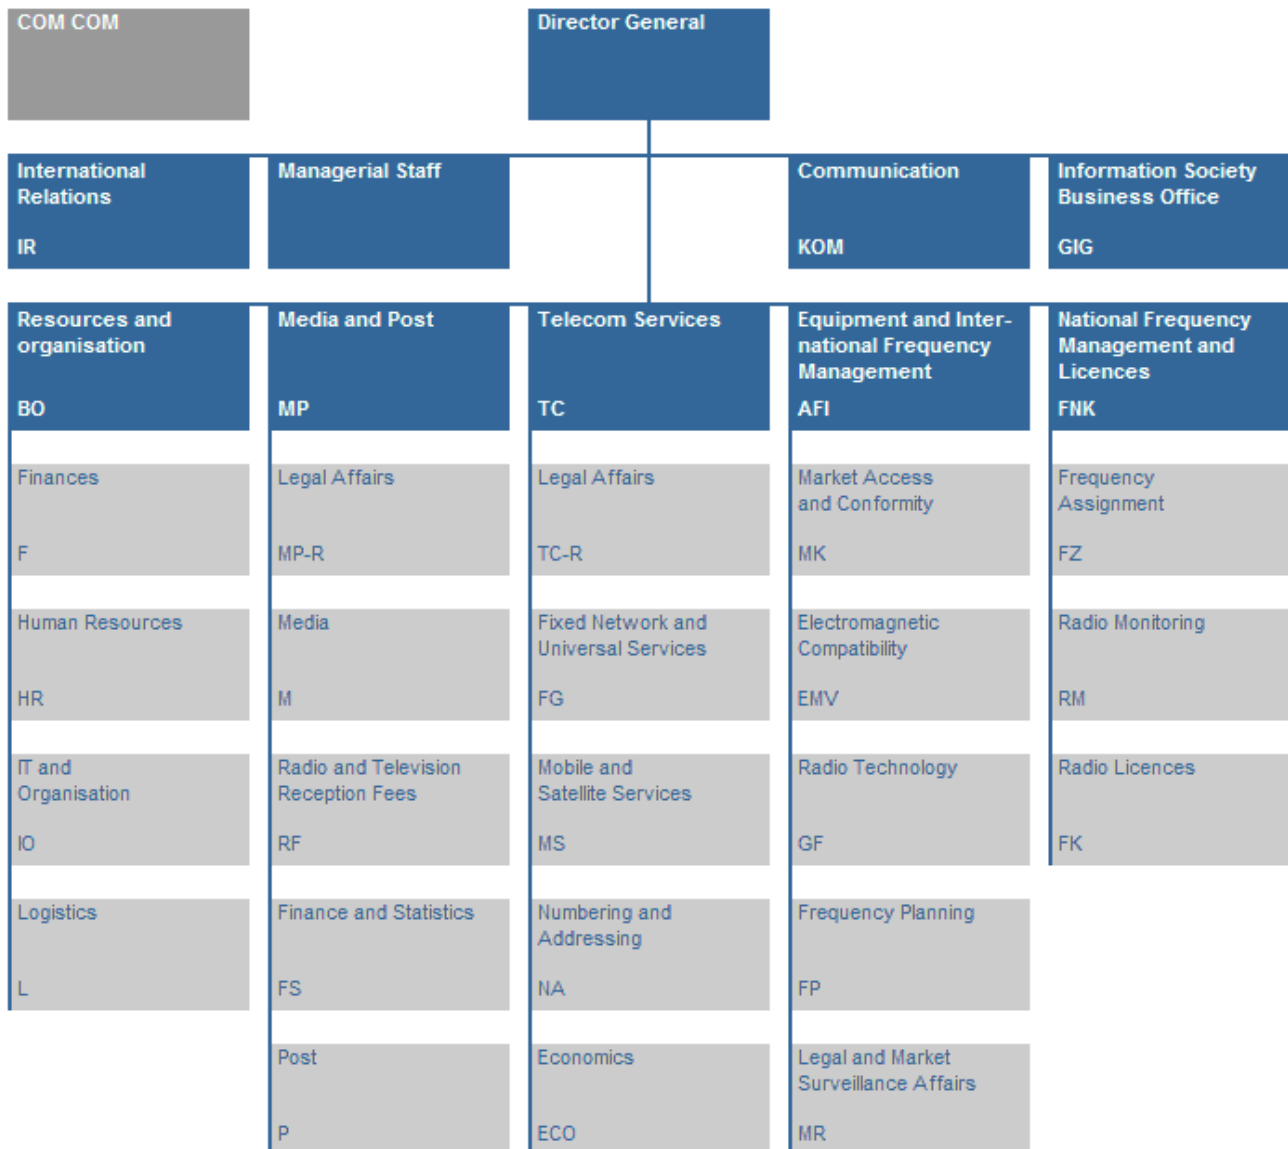 COM COM
Director General
International
Relations
IR
Managerial Staff
Communication
KOM
Information Society
Business Office
GIG
Resources and
organisation
BO
Media and Post
MP
Telecom Services
TC
Equipment and Inter-
national Frequency
Management
AFI
National Frequency
Management and
Licences
FNK
Finances
F
Legal Affairs
MP-R
Legal Affairs
TC-R
Market Access
and Conformity
MK
Frequency
Assignment
FZ
Human Resources
HR
Media
M
Fixed Network and
Universal Services
FG
Electromagnetic
Compatibility
EMV
Radio Monitoring
RM
IT and
Organisation
IO
Radio and Television
Reception Fees
RF
Mobile and
Satellite Services
MS
Radio Technology
GF
Radio Licences
FK
Logistics
L
Finance and Statistics
FS
Numbering and
Addressing
NA
Frequency Planning
FP
Post
P
Economics
ECO
Legal and Market
Surveillance Affairs
MR